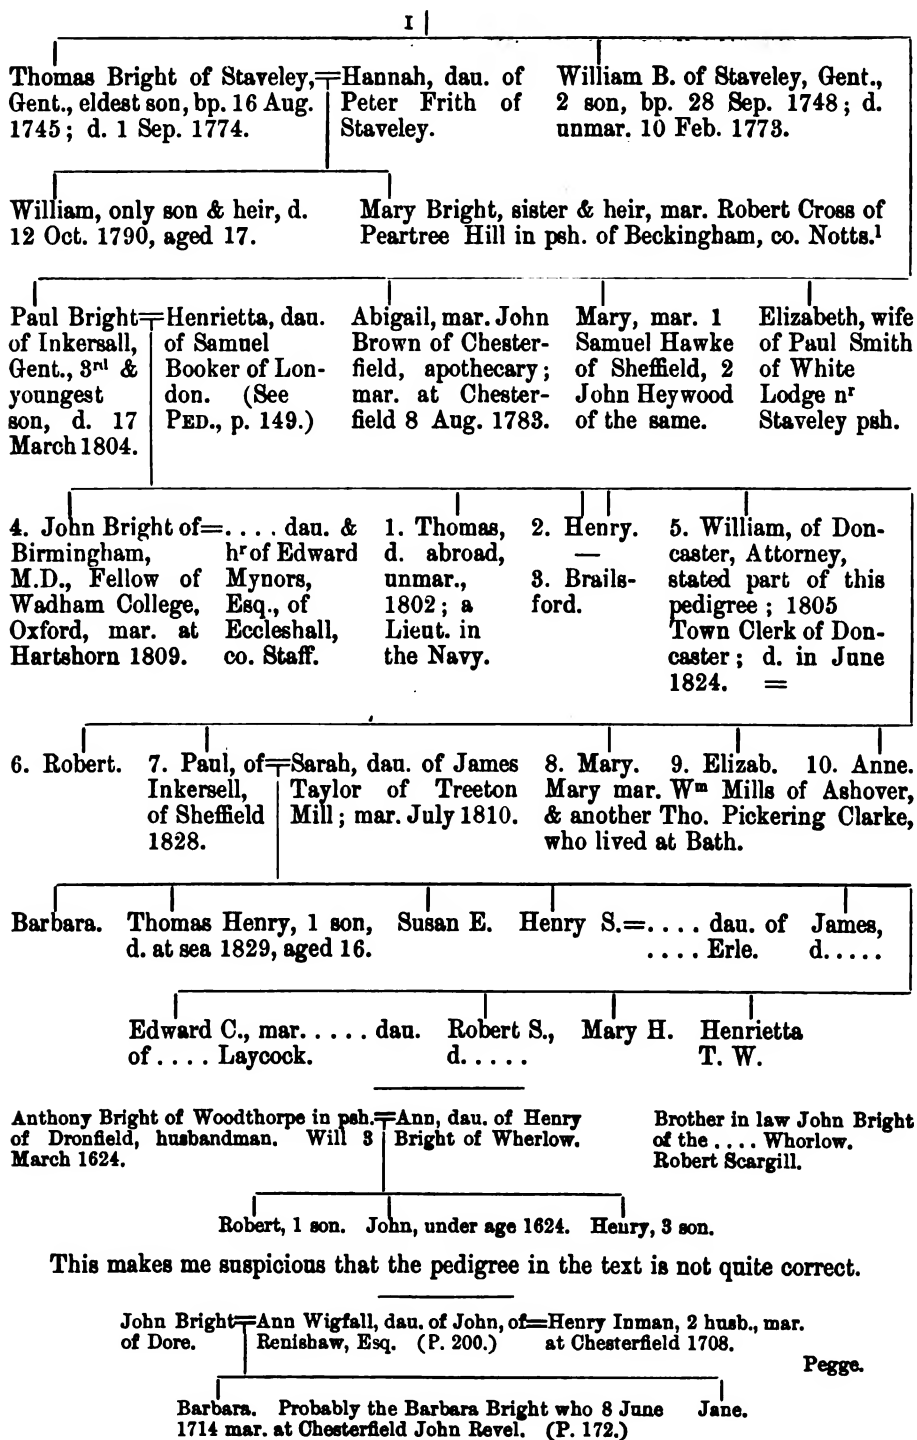 I
Thomas Bright of Staveley, Gent., eldest son, bp. 16 Aug. 1745; d. 1 Sep. 1774.
Hannah, dau. of Peter Frith of Staveley.
William B. of Staveley, Gent., 2 son, bp. 28 Sep. 1748; d. unmar. 10 Feb. 1773.
William, only son & heir, d. 12 Oct. 1790, aged 17.
Mary Bright, sister & heir, mar. Robert Cross of Peartree Hill in psh. of Beckingham, co. Notts.¹
Paul Bright of Inkersall, Gent., 3rd & youngest son, d. 17 March 1804.
Henrietta, dau. of Samuel Booker of London. (See PED., p. 149.)
Abigail, mar. John Brown of Chesterfield, apothecary; mar. at Chesterfield 8 Aug. 1783.
Mary, mar. 1 Samuel Hawke of Sheffield, 2 John Heywood of the same.
Elizabeth, wife of Paul Smith of White Lodge nʳ Staveley psh.
4. John Bright of Birmingham, M.D., Fellow of Wadham College, Oxford, mar. at Hartshorn 1809.
= .... dau. & hʳ of Edward Mynors, Esq., of Eccleshall, co. Staff.
1. Thomas, d. abroad, unmar., 1802; a Lieut. in the Navy.
2. Henry.
—
3. Brailsford.
5. William, of Doncaster, Attorney, stated part of this pedigree; 1805 Town Clerk of Doncaster; d. in June 1824. =
6. Robert.
7. Paul, of Inkersell, of Sheffield 1828.
Sarah, dau. of James Taylor of Treeton Mill; mar. July 1810.
8. Mary. 9. Elizab. 10. Anne.
Mary mar. Wᵐ Mills of Ashover, & another Tho. Pickering Clarke, who lived at Bath.
Barbara.
Thomas Henry, 1 son, d. at sea 1829, aged 16.
Susan E.
Henry S.=.... dau. of .... Erle.
James, d.....
Edward C., mar..... dau. of .... Laycock.
Robert S., d.....
Mary H.
Henrietta T. W.
Anthony Bright of Woodthorpe in psh. of Dronfield, husbandman. Will 3 March 1624.
Ann, dau. of Henry Bright of Wherlow.
Brother in law John Bright of the .... Whorlow.
Robert Scargill.
Robert, 1 son. John, under age 1624. Henry, 3 son.
This makes me suspicious that the pedigree in the text is not quite correct.
John Bright of Dore.
Ann Wigfall, dau. of John, of Renishaw, Esq. (P. 200.)
=Henry Inman, 2 husb., mar. at Chesterfield 1708.
Pegge.
Barbara. Probably the Barbara Bright who 8 June 1714 mar. at Chesterfield John Revel. (P. 172.)
Jane.